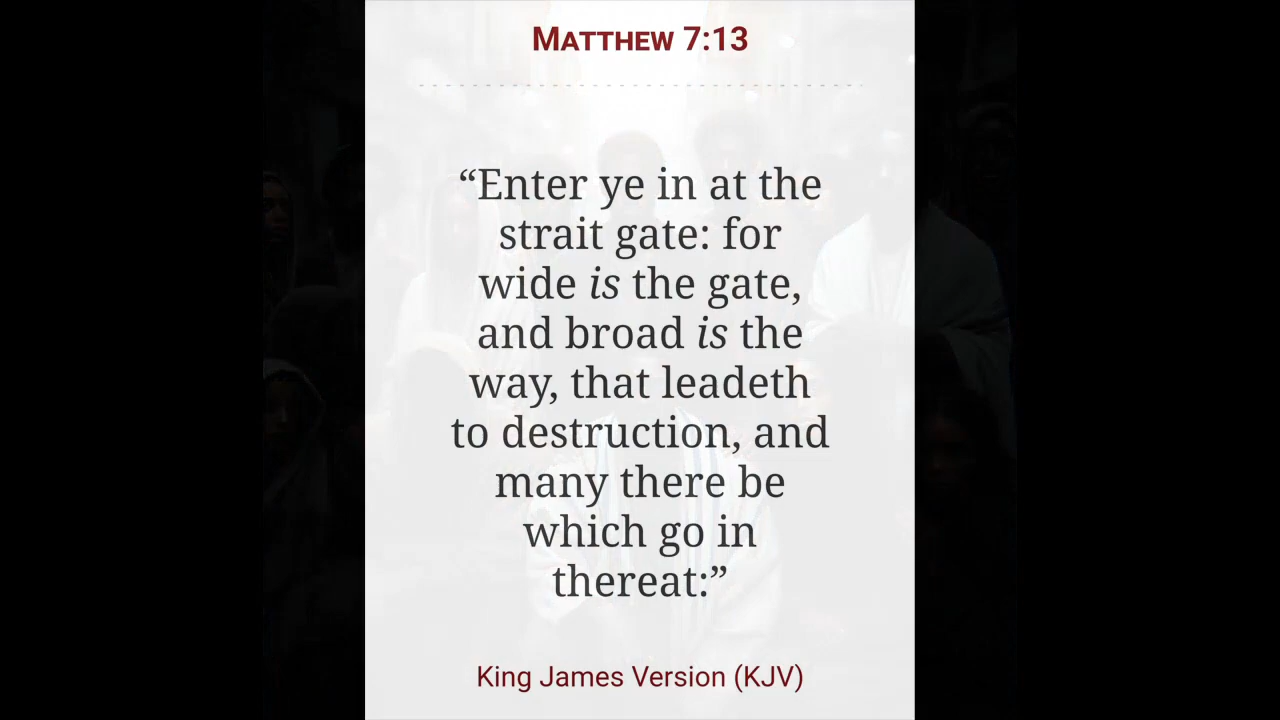 Matthew 7:13
“Enter ye in at the
strait gate: for
wide is the gate,
and broad is the
way, that leadeth
to destruction, and
many there be
which go in
thereat:”
King James Version (KJV)